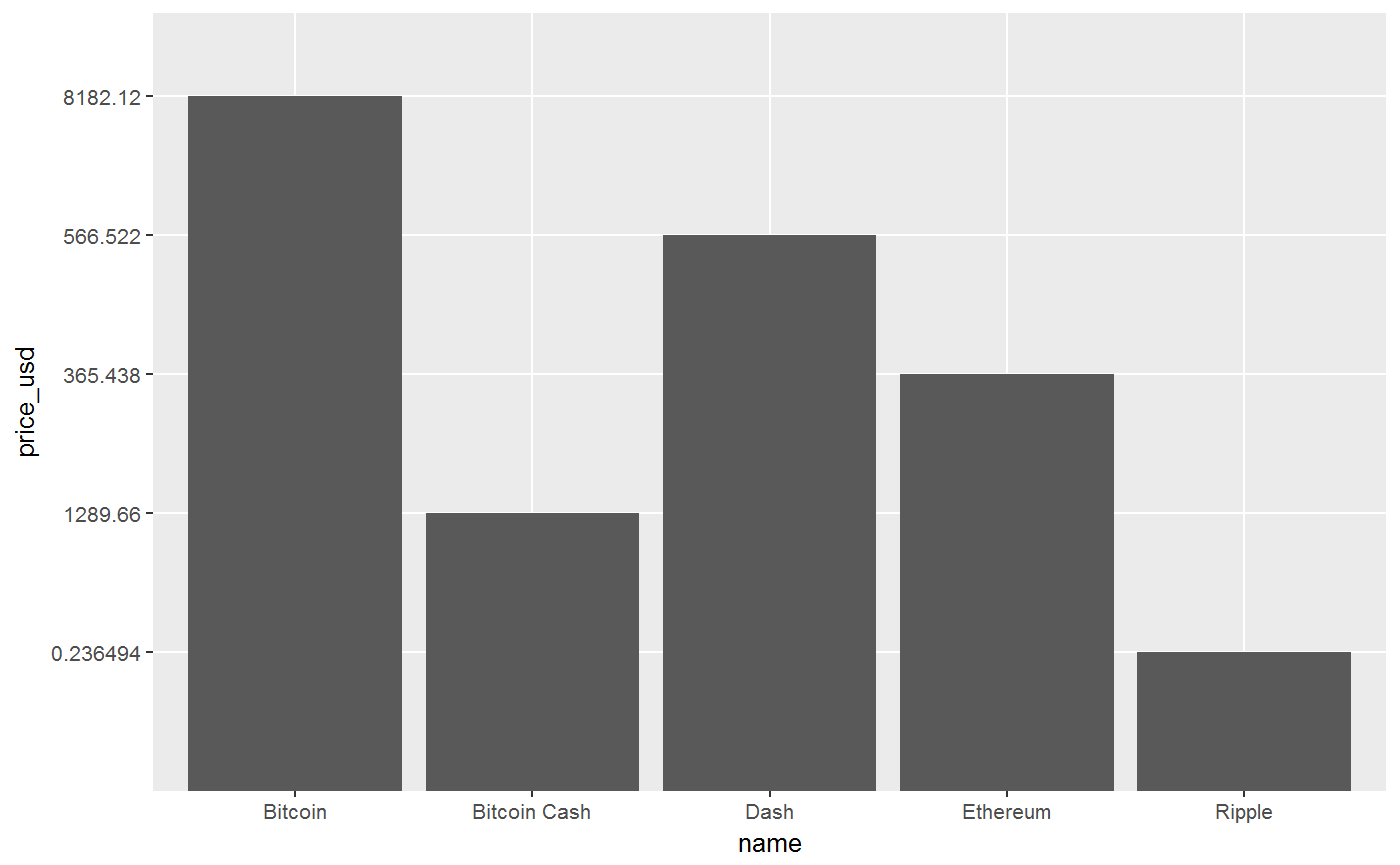 8182.12
566.522
365.438
1289.66
0.236494
price_usd
Bitcoin
Bitcoin Cash
Dash
Ethereum
Ripple
name